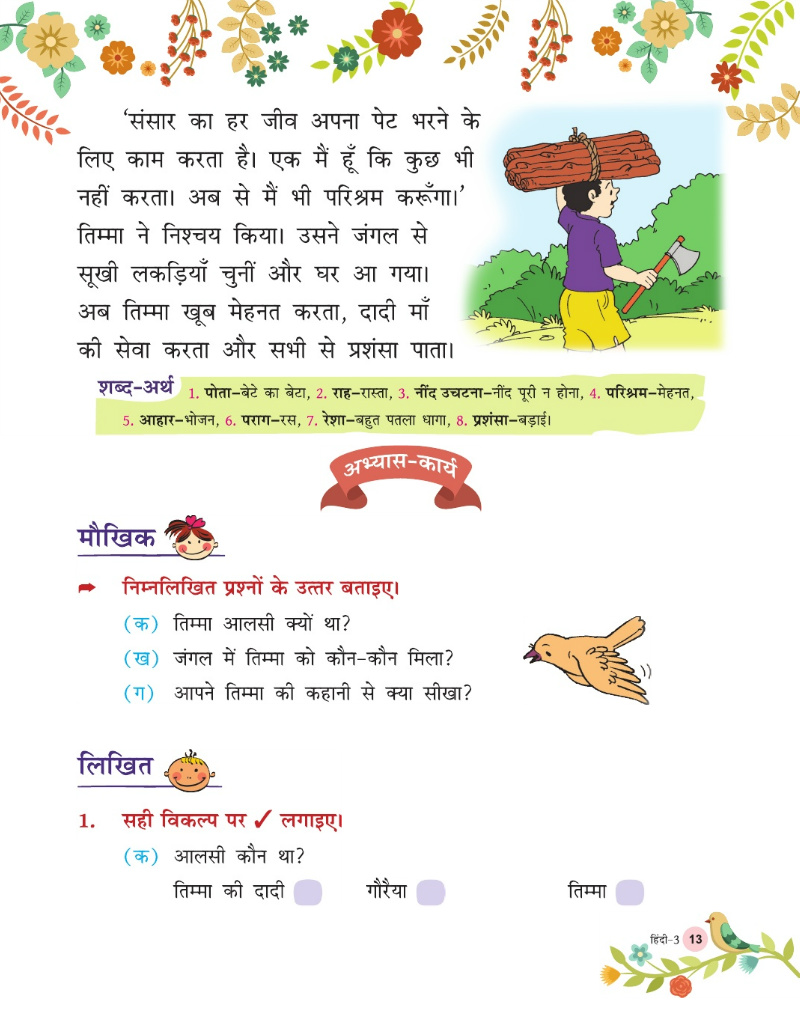 ‘संसार का हर जीव अपना पेट भरने के
लिए काम करता है। एक मैं हूँ कि कुछ भी
नहीं करता। अब से मैं भी परिश्रम करूँगा।’
तिम्मा ने निश्चय किया। उसने जंगल से
सूखी लकड़ियाँ चुनीं और घर आ गया।
अब तिम्मा खूब मेहनत करता, दादी माँ
की सेवा करता और सभी से प्रशंसा पाता।
शब्द-अर्थ 1. पोता–बेटे का बेटा, 2. राह–रास्ता, 3. नींद उचटना–नींद पूरी न होना, 4. परिश्रम–मेहनत,
5. आहार–भोजन, 6. पराग–रस, 7. रेशा–बहुत पतला धागा, 8. प्रशंसा–बड़ाई।
अभ्यास-कार्य
मौखिक
➡ निम्नलिखित प्रश्नों के उत्तर बताइए।
(क) तिम्मा आलसी क्यों था?
(ख) जंगल में तिम्मा को कौन-कौन मिला?
(ग) आपने तिम्मा की कहानी से क्या सीखा?
लिखित
1. सही विकल्प पर ✓ लगाइए।
(क) आलसी कौन था?
तिम्मा की दादी गौरैया तिम्मा
हिंदी-3 13